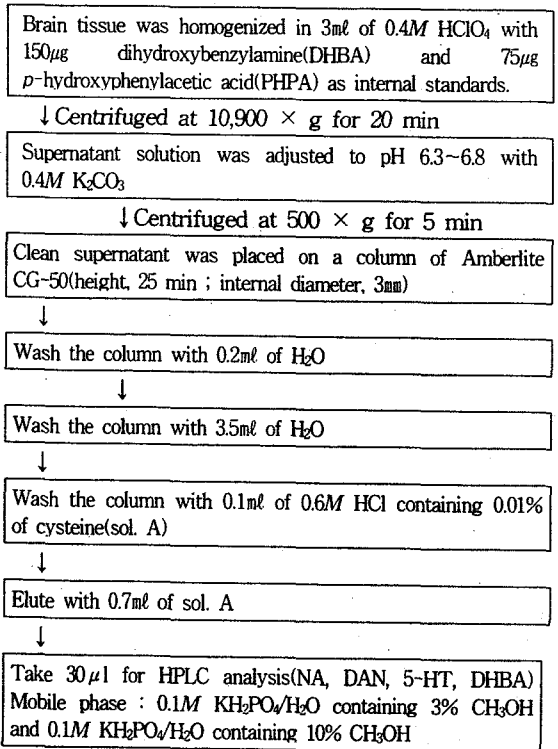 Brain tissue was homogenized in 3㎖ of 0.4M HClO₄ with
150㎍ dihydroxybenzylamine(DHBA) and 75㎍
p-hydroxyphenylacetic acid(PHPA) as internal standards.
↓Centrifuged at 10,900 × g for 20 min
Supernatant solution was adjusted to pH 6.3~6.8 with
0.4M K₂CO₃
↓Centrifuged at 500 × g for 5 min
Clean supernatant was placed on a column of Amberlite
CG-50(height, 25 min ; internal diameter, 3㎜)
↓
Wash the column with 0.2㎖ of H₂O
↓
Wash the column with 3.5㎖ of H₂O
↓
Wash the column with 0.1㎖ of 0.6M HCl containing 0.01%
of cysteine(sol. A)
↓
Elute with 0.7㎖ of sol. A
↓
Take 30μl for HPLC analysis(NA, DAN, 5-HT, DHBA)
Mobile phase : 0.1M KH₂PO₄/H₂O containing 3% CH₃OH
and 0.1M KH₂PO₄/H₂O containing 10% CH₃OH